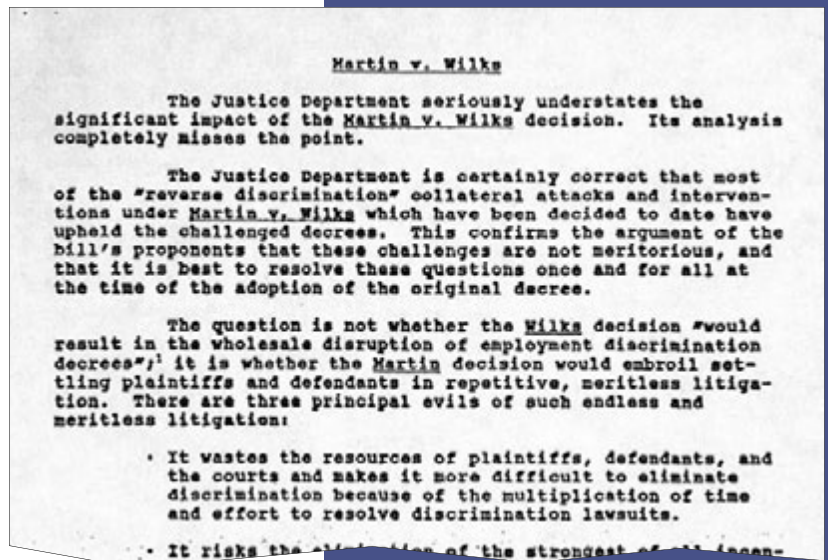 Martin v. Wilks
The Justice Department seriously understates the
significant impact of the Martin v. Wilks decision. Its analysis
completely misses the point.
The Justice Department is certainly correct that most
of the "reverse discrimination" collateral attacks and interven-
tions under Martin v. Wilks which have been decided to date have
upheld the challenged decrees. This confirms the argument of the
bill's proponents that these challenges are not meritorious, and
that it is best to resolve these questions once and for all at
the time of the adoption of the original decree.
The question is not whether the Wilks decision "would
result in the wholesale disruption of employment discrimination
decrees";¹ it is whether the Martin decision would embroil set-
tling plaintiffs and defendants in repetitive, meritless litiga-
tion. There are three principal evils of such endless and
meritless litigation:
· It wastes the resources of plaintiffs, defendants, and
the courts and makes it more difficult to eliminate
discrimination because of the multiplication of time
and effort to resolve discrimination lawsuits.
· It risks the of the strongest of all incen-